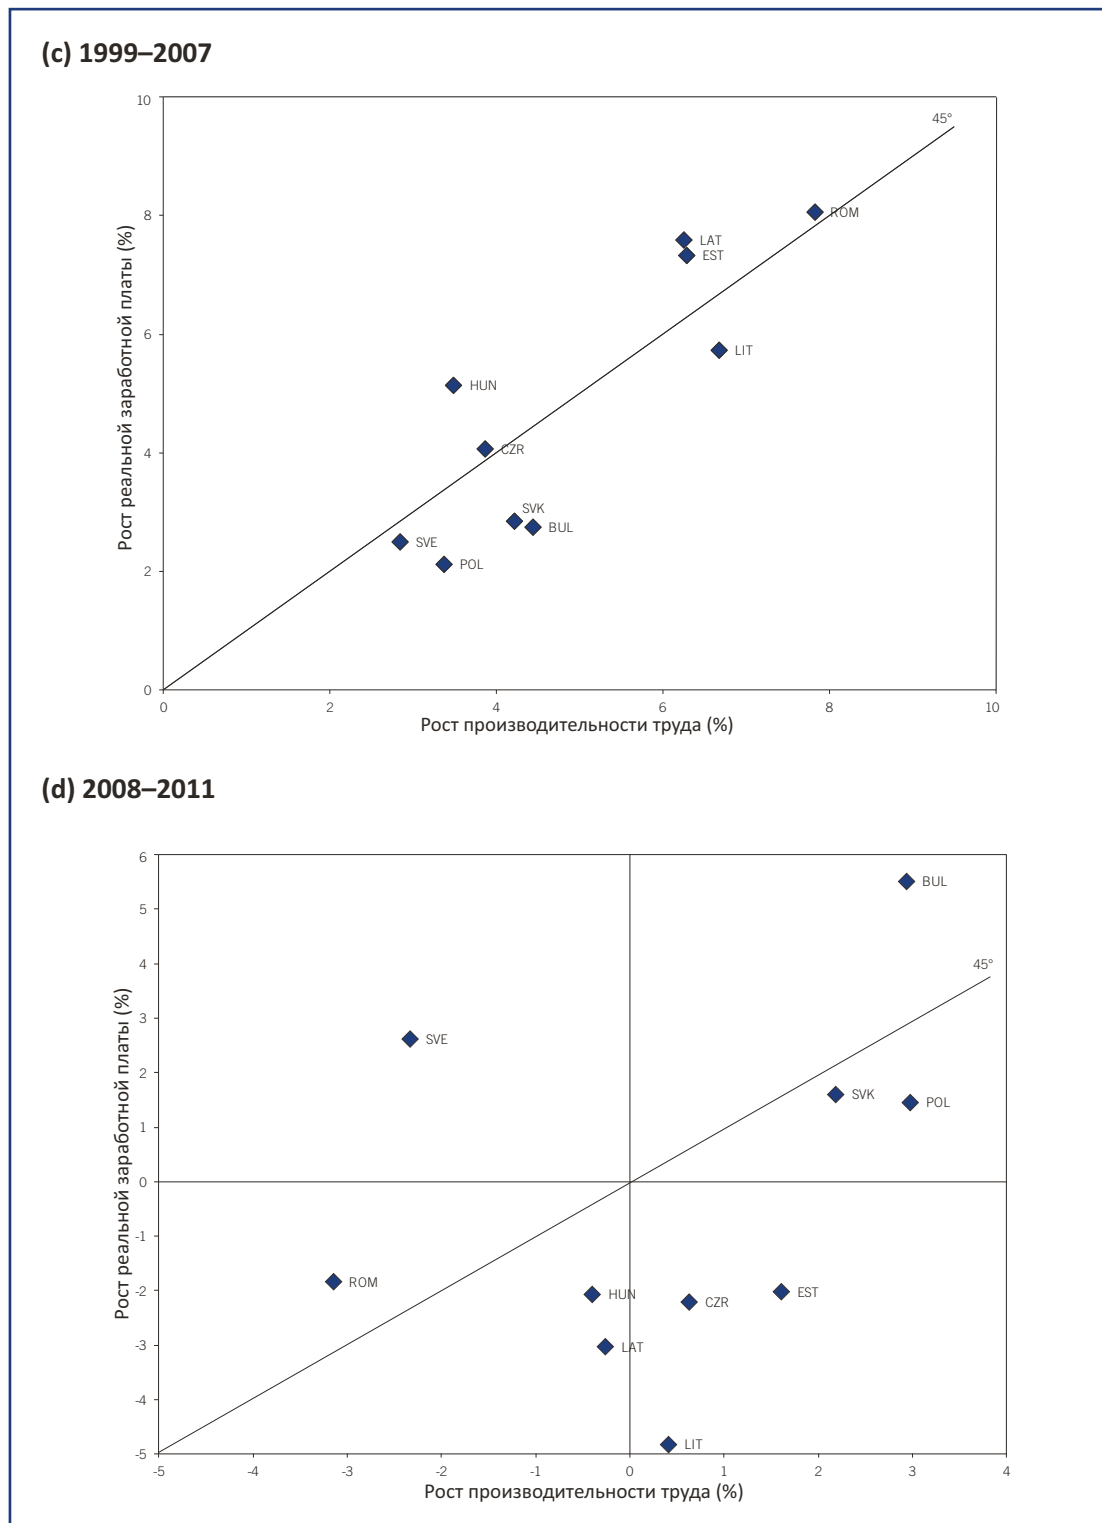 (c) 1999–2007
10
45°
8
ROM
LAT
EST
6
LIT
HUN
4
CZR
SVK
BUL
SVE
POL
2
0
0 2 4 6 8 10
Рост реальной заработной платы (%)
Рост производительности труда (%)
(d) 2008–2011
6
BUL
5
45°
4
3
SVE
2
SVK
POL
1
0
-1
ROM
-2
HUN
CZR
EST
-3
LAT
-4
LIT
-5
-5 -4 -3 -2 -1 0 1 2 3 4
Рост реальной заработной платы (%)
Рост производительности труда (%)